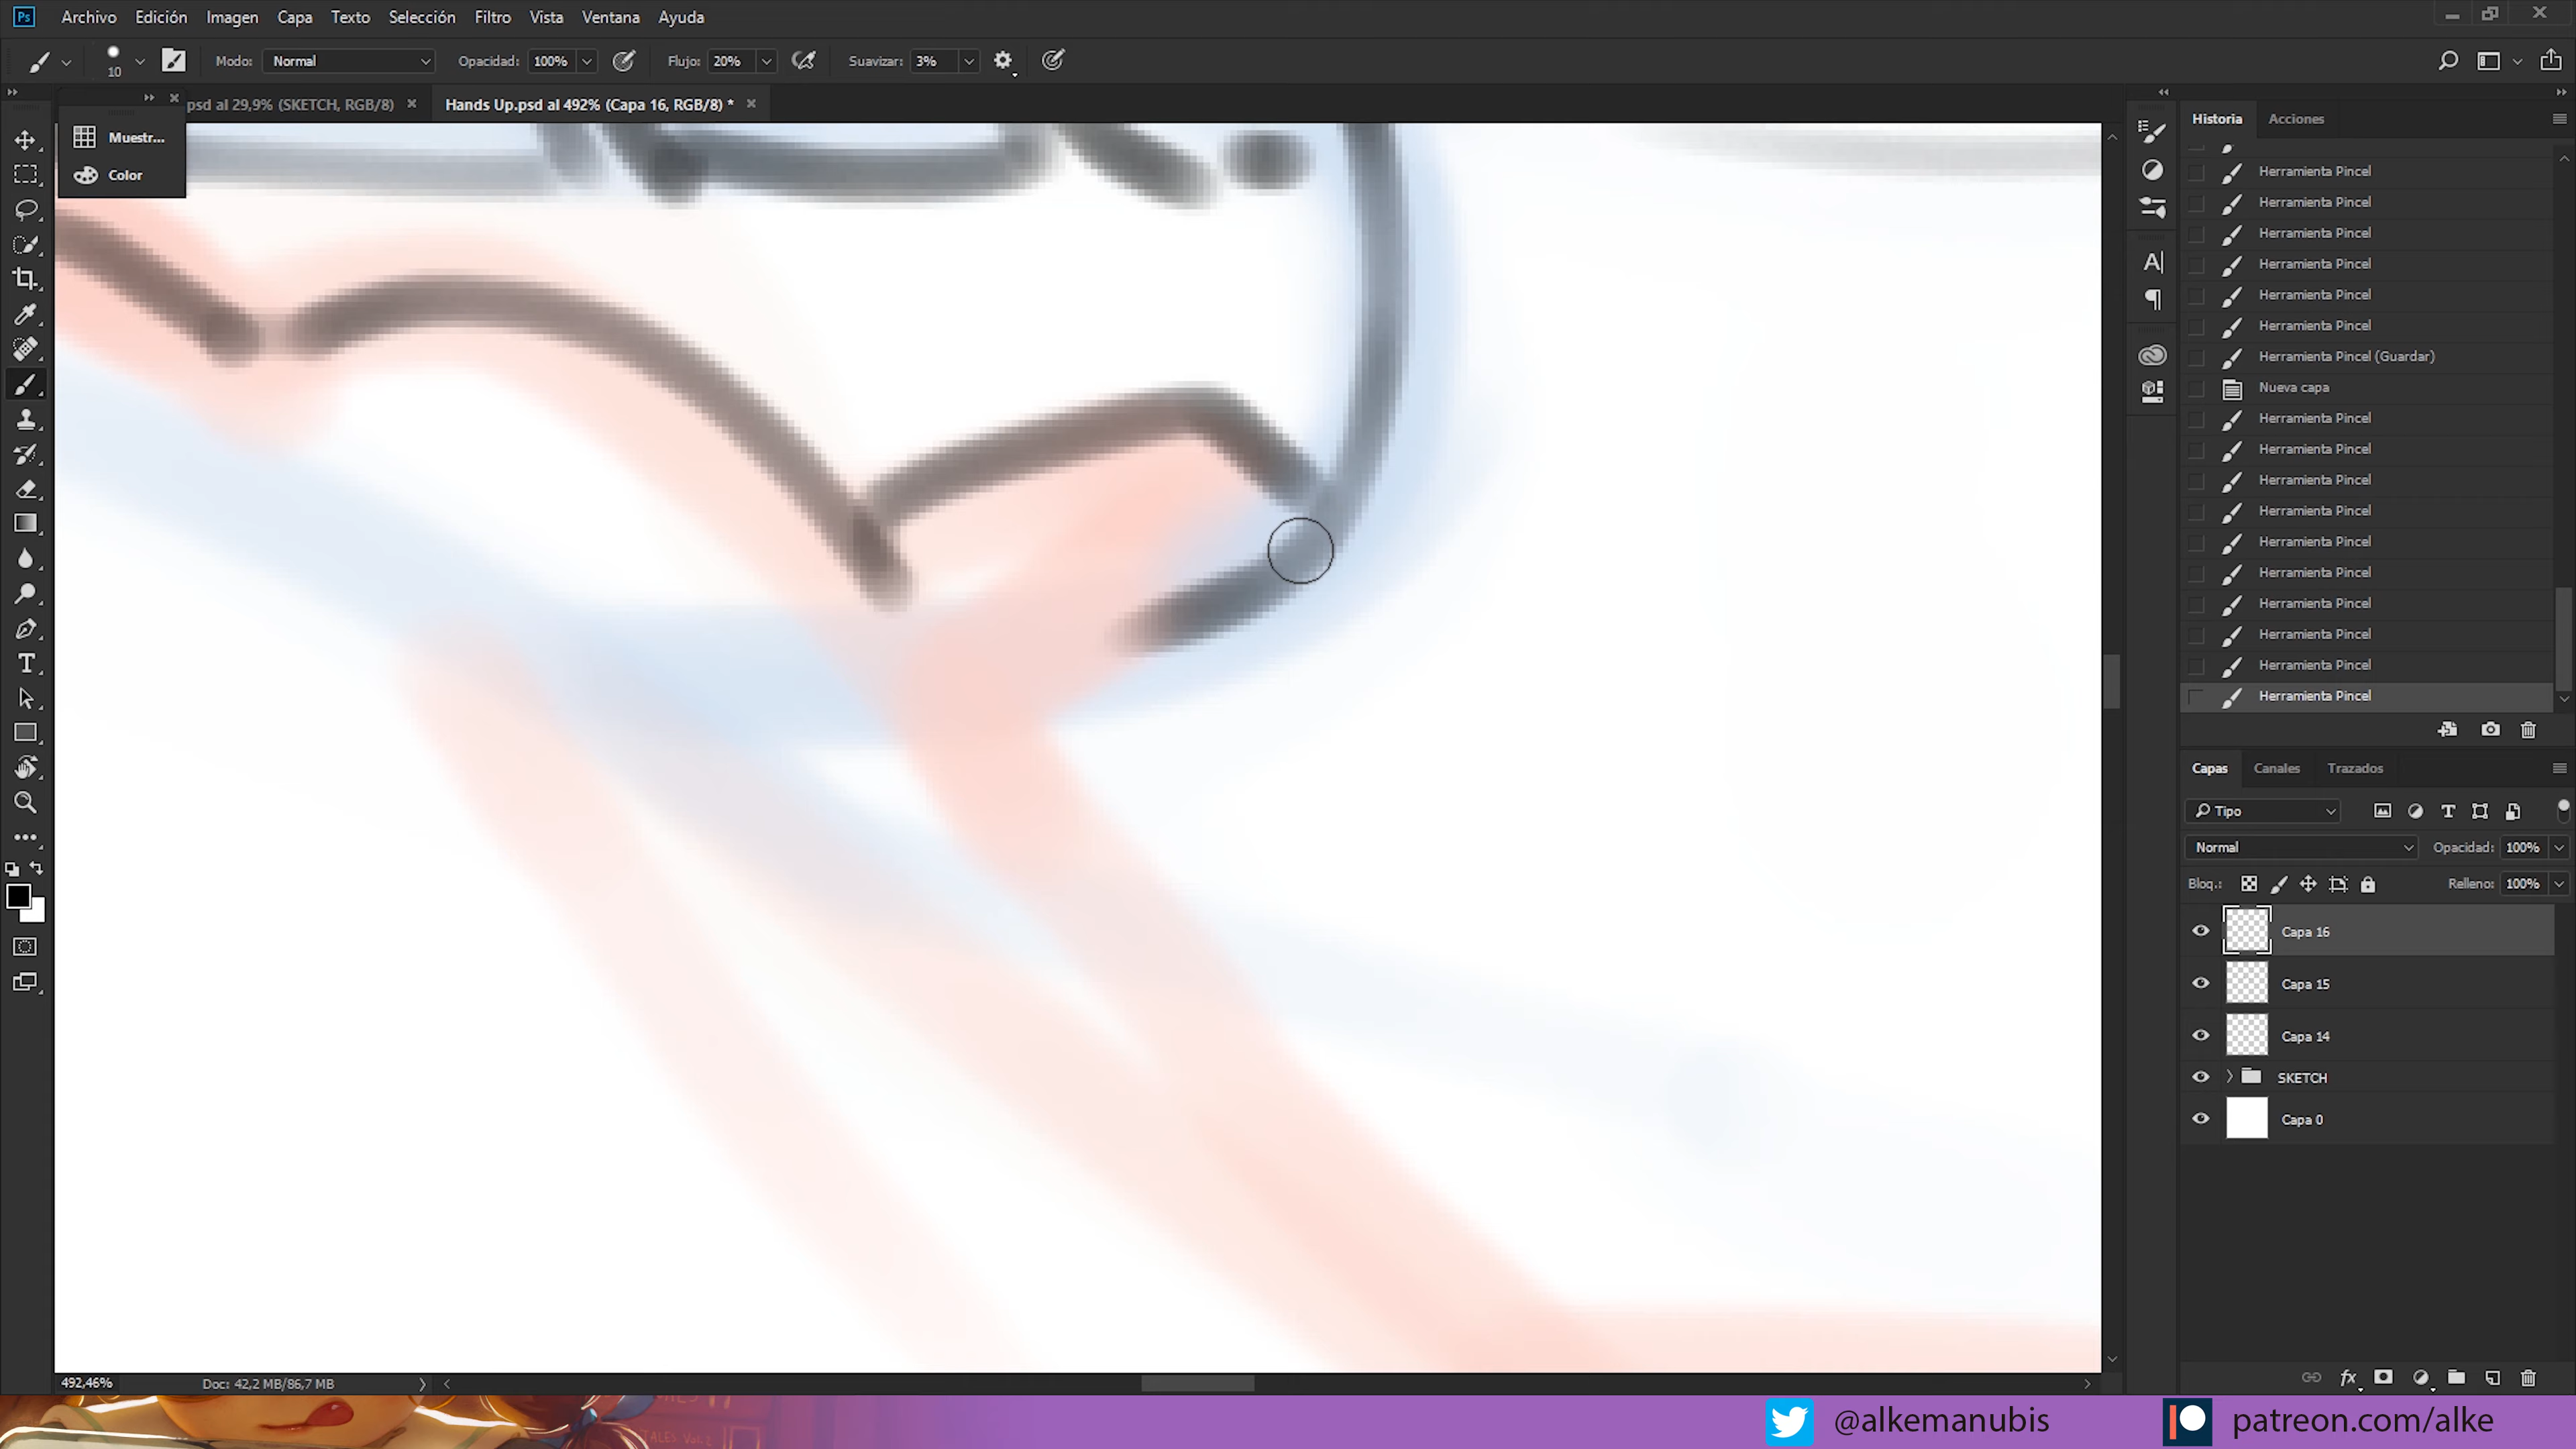 Ps Archivo Edición Imagen Capa Texto Selección Filtro Vista Ventana Ayuda
10 Modo: Normal Opacidad: 100% Flujo: 20% Suavizar: 3%
psd al 29,9% (SKETCH, RGB/8) × Hands Up.psd al 492% (Capa 16, RGB/8) * ×
Muestr...
Color
Historia Acciones
Herramienta Pincel
Herramienta Pincel
Herramienta Pincel
Herramienta Pincel
Herramienta Pincel
Herramienta Pincel
Herramienta Pincel (Guardar)
Nueva capa
Herramienta Pincel
Herramienta Pincel
Herramienta Pincel
Herramienta Pincel
Herramienta Pincel
Herramienta Pincel
Herramienta Pincel
Herramienta Pincel
Herramienta Pincel
Herramienta Pincel
Capas Canales Trazados
Tipo
Normal Opacidad: 100%
Bloq.: Relleno: 100%
Capa 16
Capa 15
Capa 14
SKETCH
Capa 0
492,46% Doc: 42,2 MB/86,7 MB
@alkemanubis patreon.com/alke